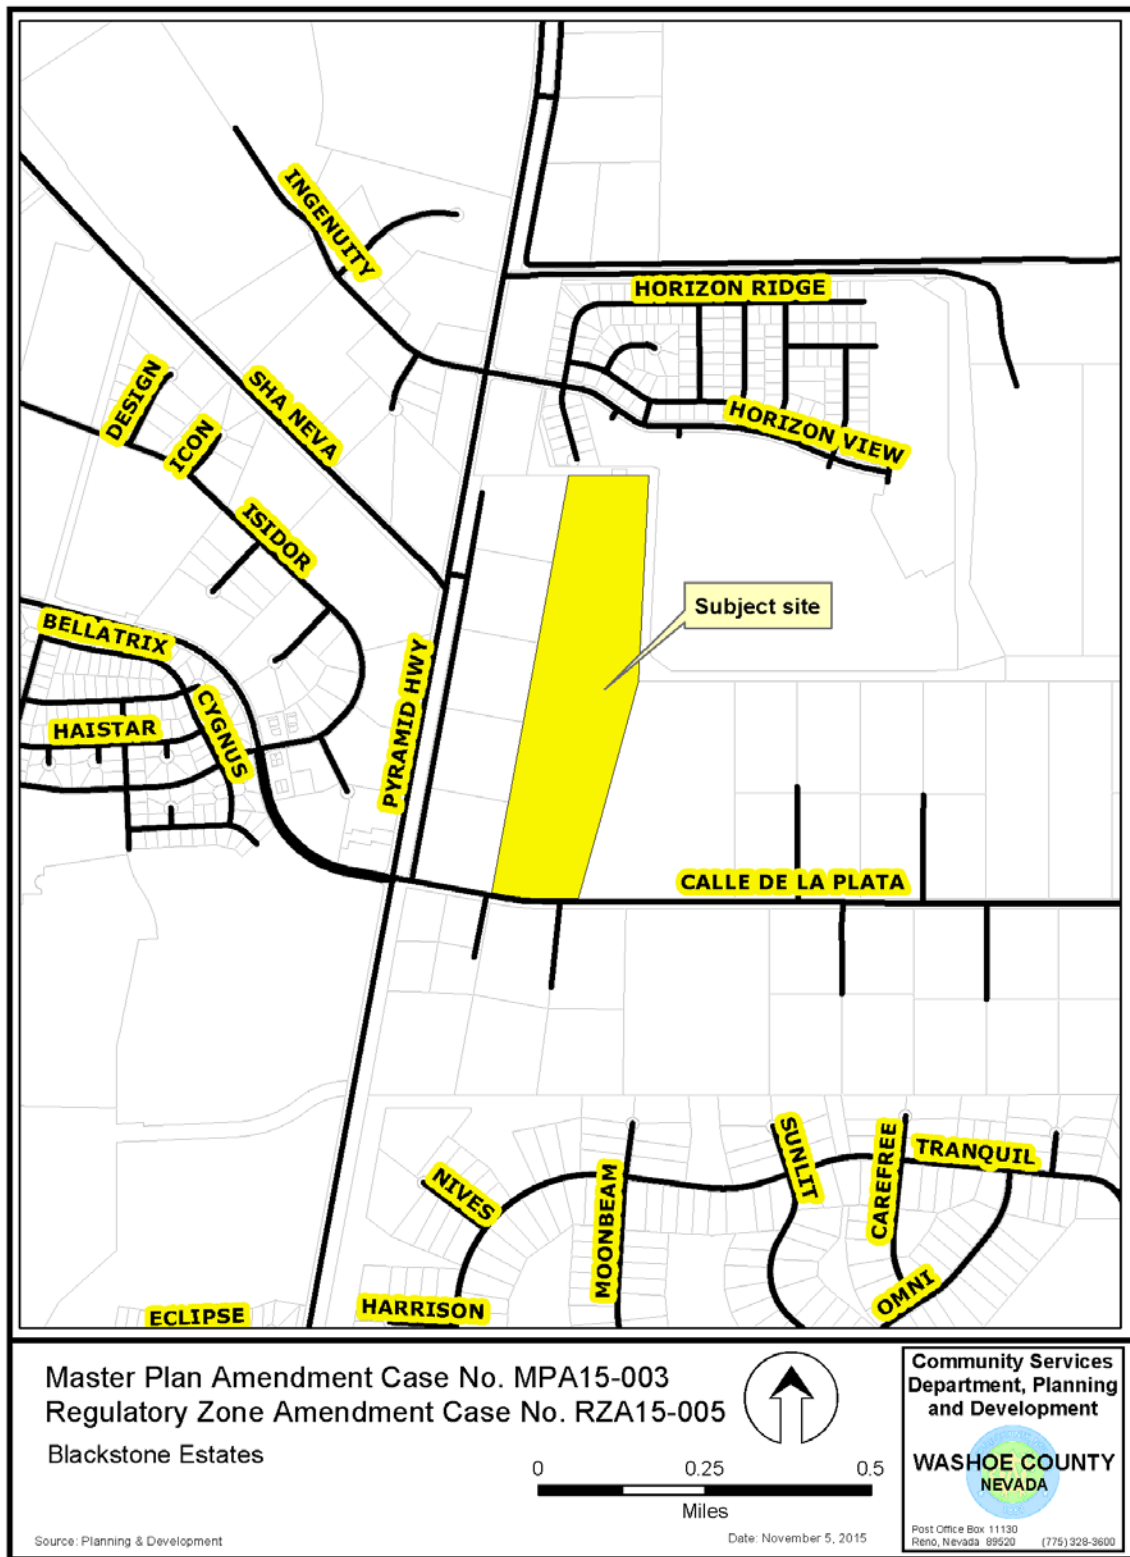 INGENUITY
HORIZON RIDGE
DESIGN
SHA NEVA
ICON
HORIZON VIEW
ISIDOR
Subject site
BELLATRIX
PYRAMID HWY
CYGNUS
HAISTAR
CALLE DE LA PLATA
SUNLIT
CAREFREE
TRANQUIL
NIVES
MOONBEAM
OMNI
HARRISON
ECLIPSE
Master Plan Amendment Case No. MPA15-003
Regulatory Zone Amendment Case No. RZA15-005
Blackstone Estates
0 0.25 0.5
Miles
Source: Planning & Development
Date: November 5, 2015
Community Services
Department, Planning
and Development
WASHOE COUNTY
NEVADA
Post Office Box 11130
Reno, Nevada 89520 (775) 328-3600